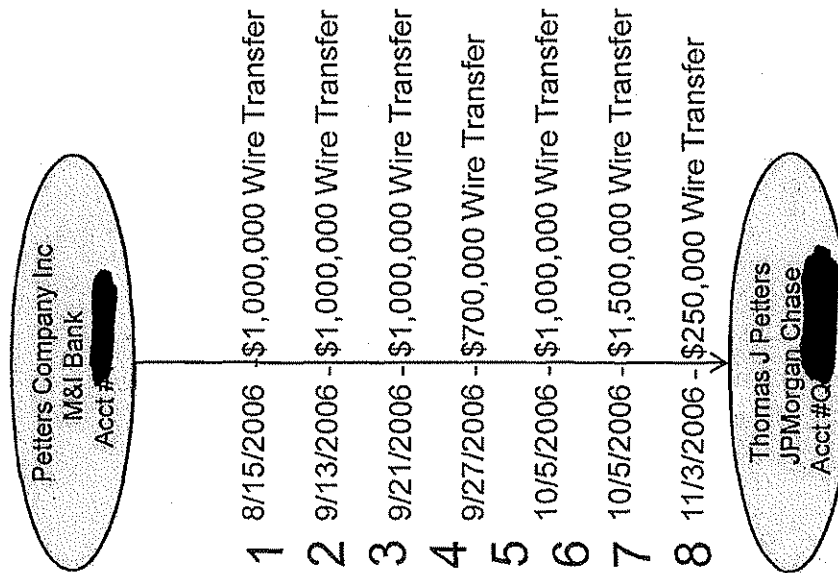 Petters Company Inc
M&I Bank
Acct #
1 8/15/2006 - $1,000,000 Wire Transfer
2 9/13/2006 - $1,000,000 Wire Transfer
3 9/21/2006 - $1,000,000 Wire Transfer
4 9/27/2006 - $700,000 Wire Transfer
5
6 10/5/2006 - $1,000,000 Wire Transfer
7 10/5/2006 - $1,500,000 Wire Transfer
8 11/3/2006 - $250,000 Wire Transfer
Thomas J Petters
JPMorgan Chase
Acct #Q